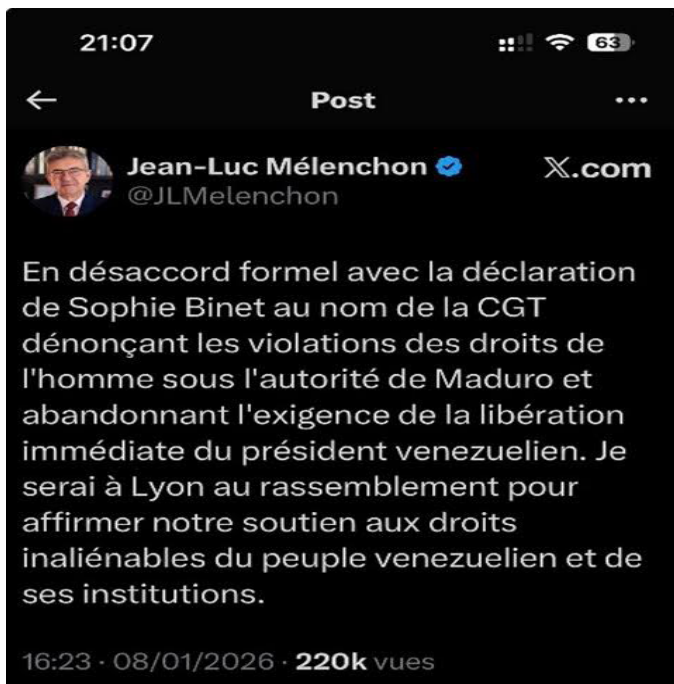 21:07
63
Post
Jean-Luc Mélenchon
X.com
@JLMelenchon
En désaccord formel avec la déclaration
de Sophie Binet au nom de la CGT
dénonçant les violations des droits de
l'homme sous l'autorité de Maduro et
abandonnant l'exigence de la libération
immédiate du président venezuelien. Je
serai à Lyon au rassemblement pour
affirmer notre soutien aux droits
inaliénables du peuple venezuelien et de
ses institutions.
16:23 · 08/01/2026 · 220k vues